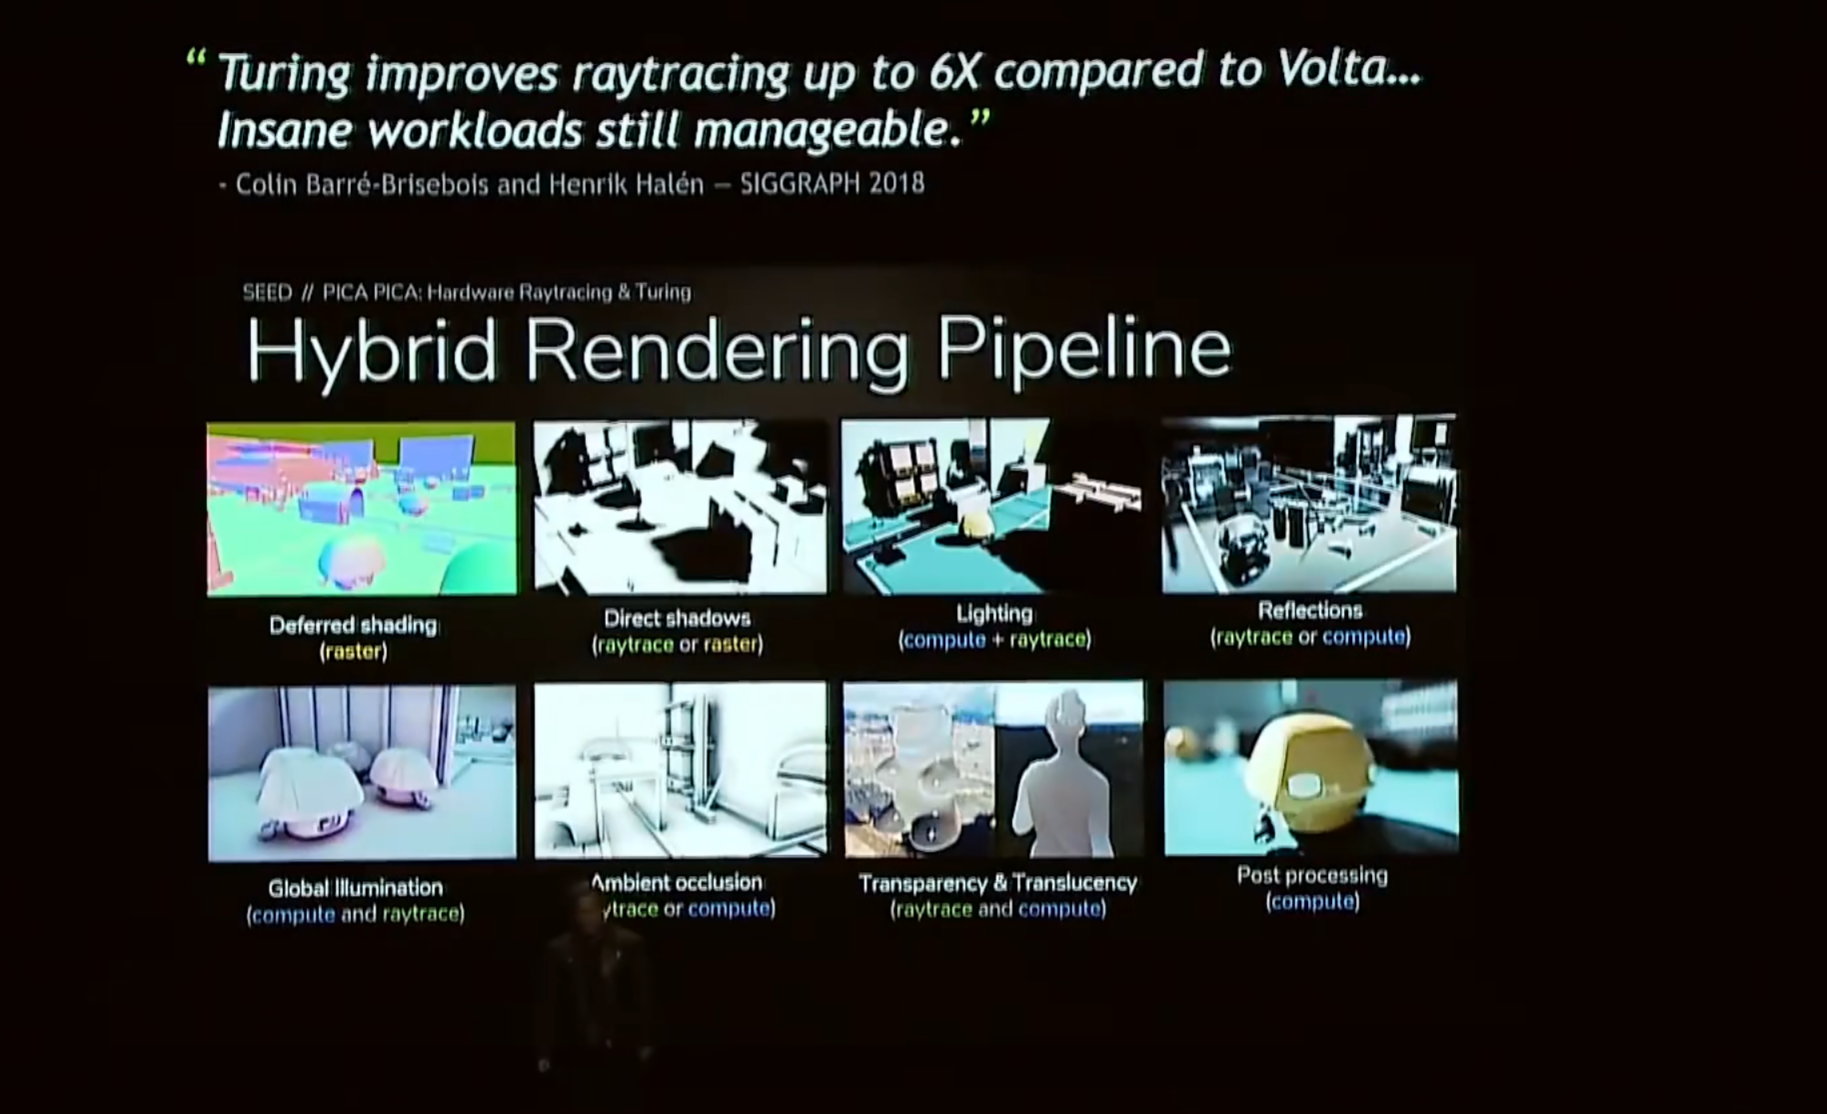 “Turing improves raytracing up to 6X compared to Volta...
Insane workloads still manageable.”
- Colin Barré-Brisebois and Henrik Halén — SIGGRAPH 2018
SEED // PICA PICA: Hardware Raytracing & Turing
Hybrid Rendering Pipeline
Deferred shading
(raster)
Direct shadows
(raytrace or raster)
Lighting
(compute + raytrace)
Reflections
(raytrace or compute)
Global Illumination
(compute and raytrace)
Ambient occlusion
ytrace or compute)
Transparency & Translucency
(raytrace and compute)
Post processing
(compute)